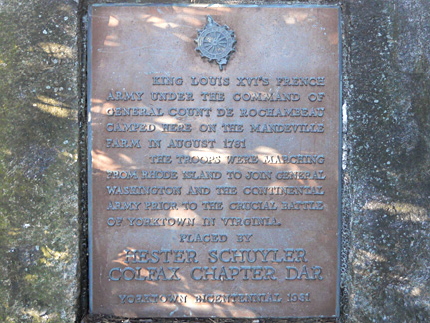 KING LOUIS XVI'S FRENCH
ARMY UNDER THE COMMAND OF
GENERAL COUNT DE ROCHAMBEAU
CAMPED HERE ON THE MANDEVILLE
FARM IN AUGUST 1781
THE TROOPS WERE MARCHING
FROM RHODE ISLAND TO JOIN GENERAL
WASHINGTON AND THE CONTINENTAL
ARMY PRIOR TO THE CRUCIAL BATTLE
OF YORKTOWN IN VIRGINIA.
PLACED BY
HESTER SCHUYLER
COLFAX CHAPTER DAR
YORKTOWN BICENTENNIAL 1981